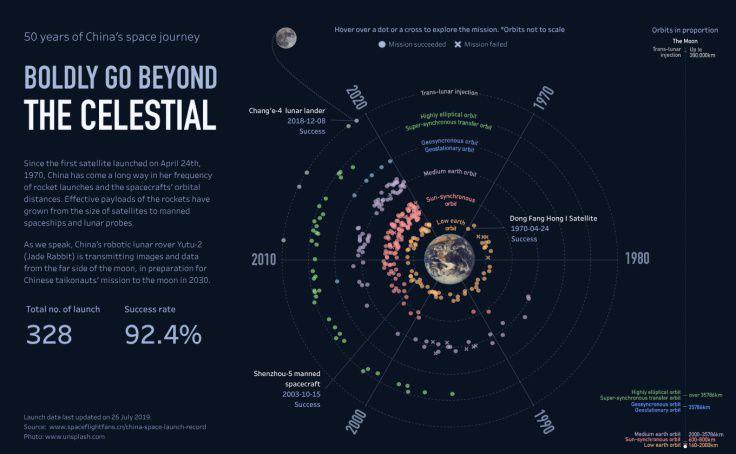 50 years of China's space journey
BOLDLY GO BEYOND
THE CELESTIAL
Since the first satellite launched on April 24th,
1970, China has come a long way in her frequency
of rocket launches and the spacecrafts' orbital
distances. Effective payloads of the rockets have
grown from the size of satellites to manned
spaceships and lunar probes.
As we speak, China's robotic lunar rover Yutu-2
(Jade Rabbit) is transmitting images and data
from the far side of the moon, in preparation for
Chinese taikonauts' mission to the moon in 2030.
Total no. of launch
328
Success rate
92.4%
Launch data last updated on 26 July 2019.
Source: www.spaceflightfans.cn/china-space-launch-record
Photo: www.unsplash.com
Hover over a dot or a cross to explore the mission. *Orbits not to scale
Mission succeeded
Mission failed
2020
1970
1980
1990
2000
2010
Trans-lunar injection
Highly elliptical orbit
Super-synchronous transfer orbit
Geosyncronous orbit
Geostationary orbit
Medium earth orbit
Sun-synchronous
orbit
Low earth
orbit
Chang'e-4 lunar lander
2018-12-08
Success
Dong Fang Hong I Satellite
1970-04-24
Success
Shenzhou-5 manned
spacecraft
2003-10-15
Success
Orbits in proportion
The Moon
Trans-lunar
injection
Up to
380,000km
Highly elliptical orbit
Super-synchronous transfer orbit
over 35786km
Geosyncronous orbit
Geostationary orbit
35786km
Medium earth orbit
2000-35786km
Sun-synchronous orbit
600-800km
Low earth orbit
160-2000km